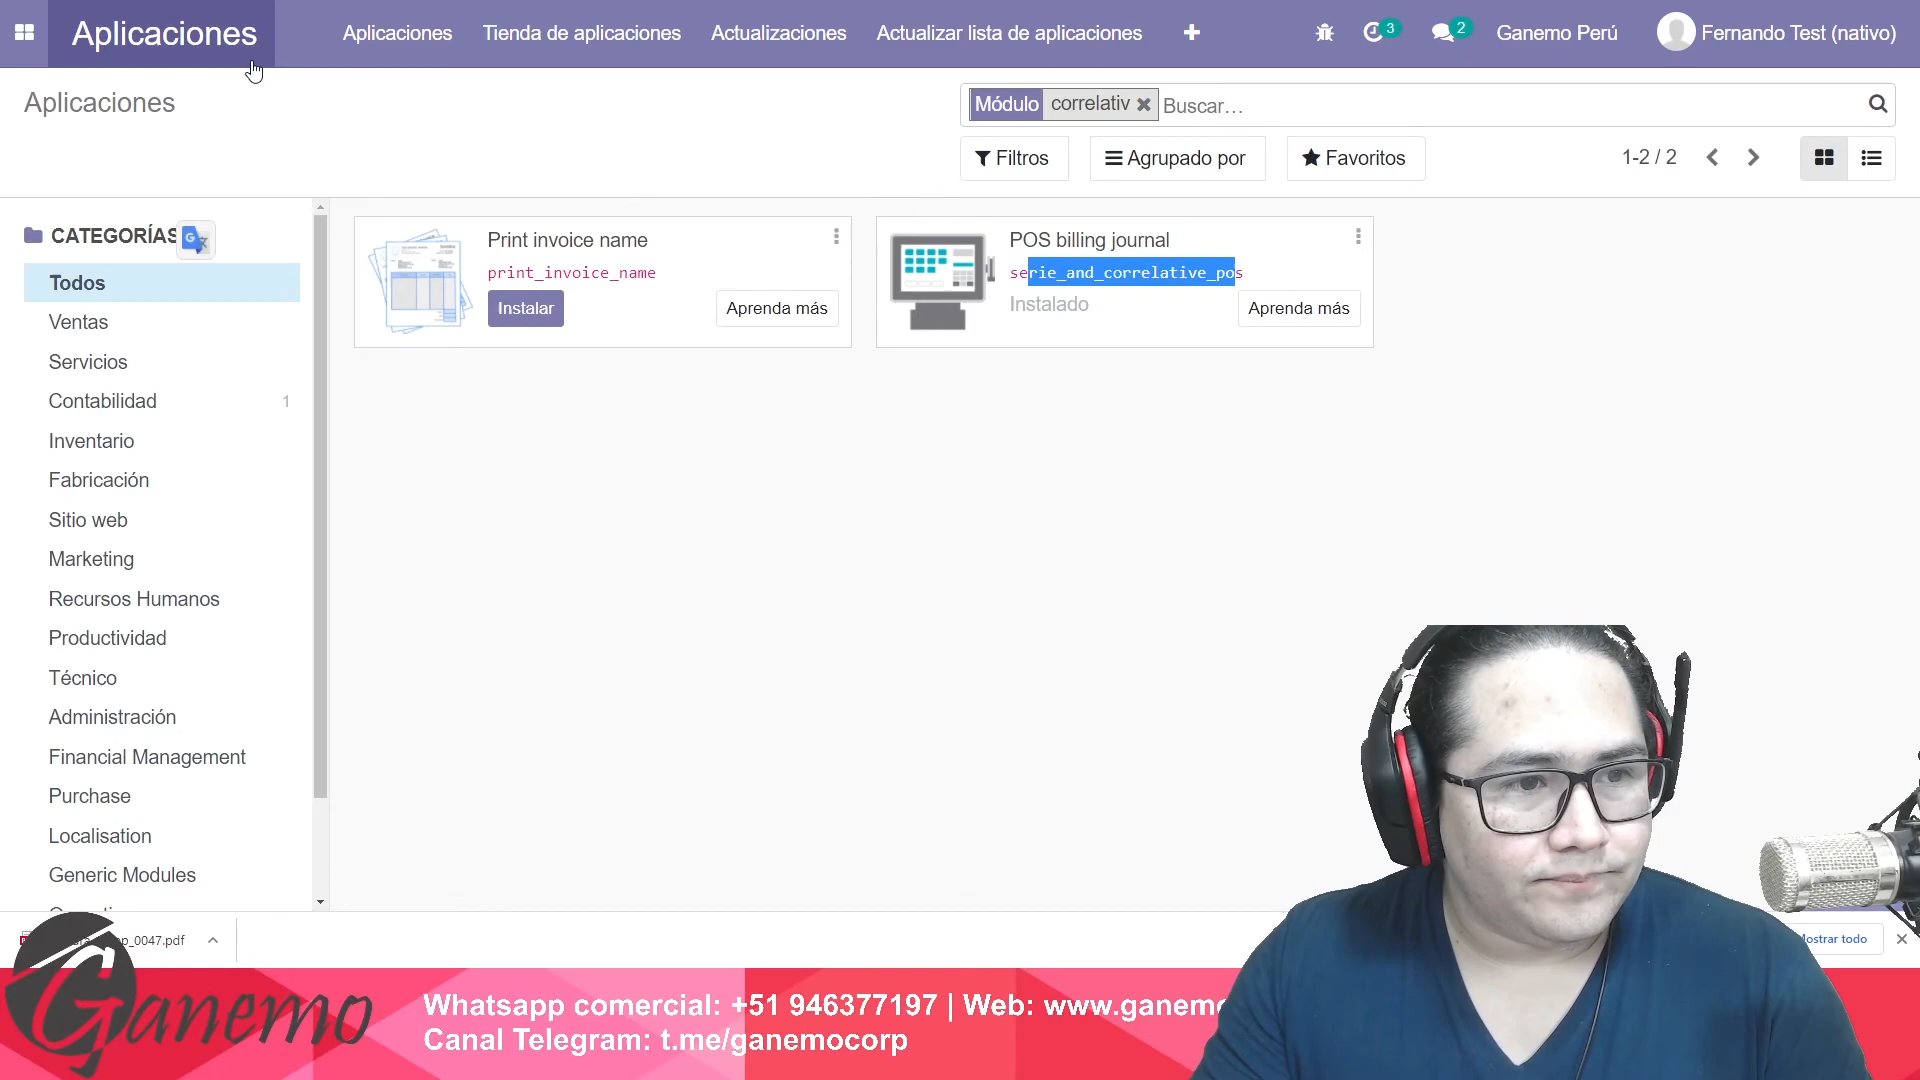 Aplicaciones
Aplicaciones
Tienda de aplicaciones
Actualizaciones
Actualizar lista de aplicaciones
3
2
Ganemo Perú
Fernando Test (nativo)
Aplicaciones
Módulo correlativ
Buscar...
Filtros
Agrupado por
Favoritos
1-2 / 2
CATEGORÍAS
Todos
Ventas
Servicios
Contabilidad 1
Inventario
Fabricación
Sitio web
Marketing
Recursos Humanos
Productividad
Técnico
Administración
Financial Management
Purchase
Localisation
Generic Modules
Print invoice name
print_invoice_name
Instalar
Aprenda más
POS billing journal
serie_and_correlative_pos
Instalado
Aprenda más
p_0047.pdf
Mostrar todo
Ganemo
Whatsapp comercial: +51 946377197 | Web: www.ganemo
Canal Telegram: t.me/ganemocorp